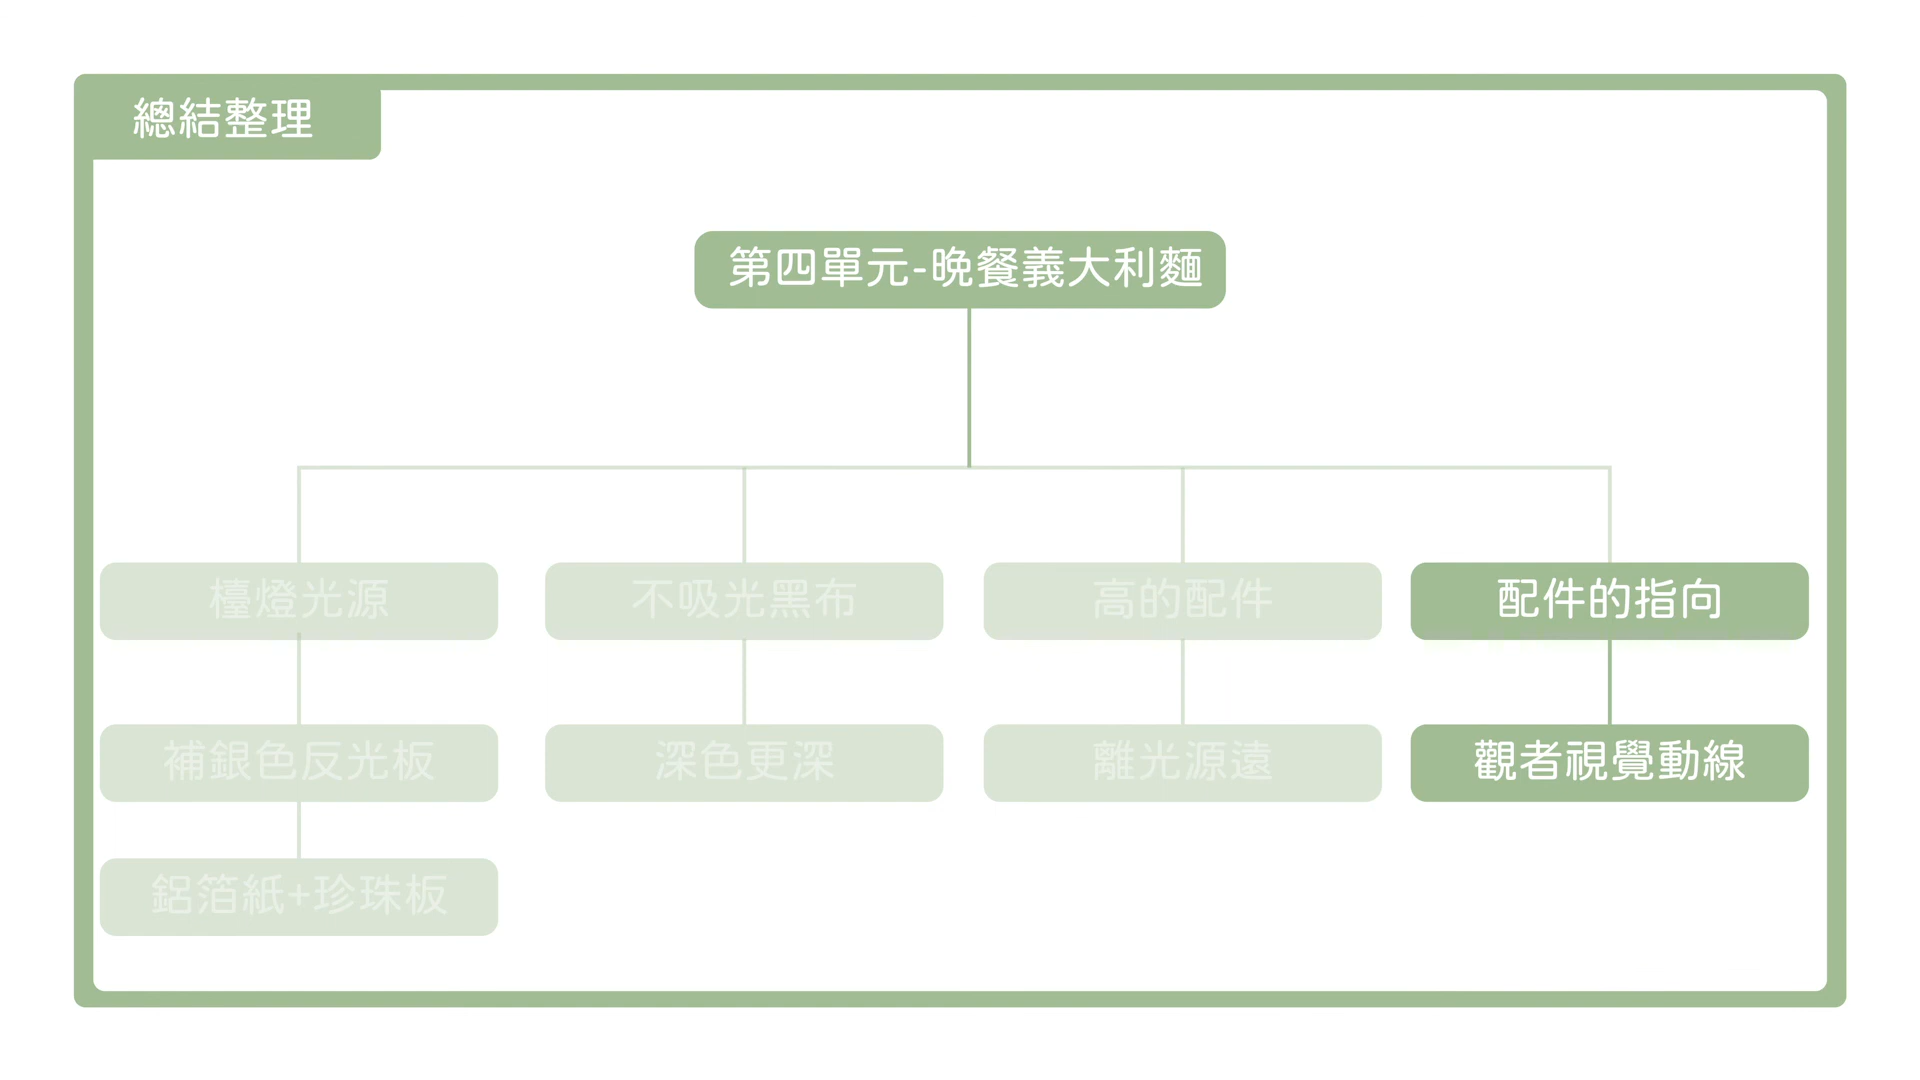 總結整理
第四單元-晚餐義大利麵
檯燈光源
不吸光黑布
高的配件
配件的指向
補銀色反光板
深色更深
離光源遠
觀者視覺動線
鋁箔紙+珍珠板